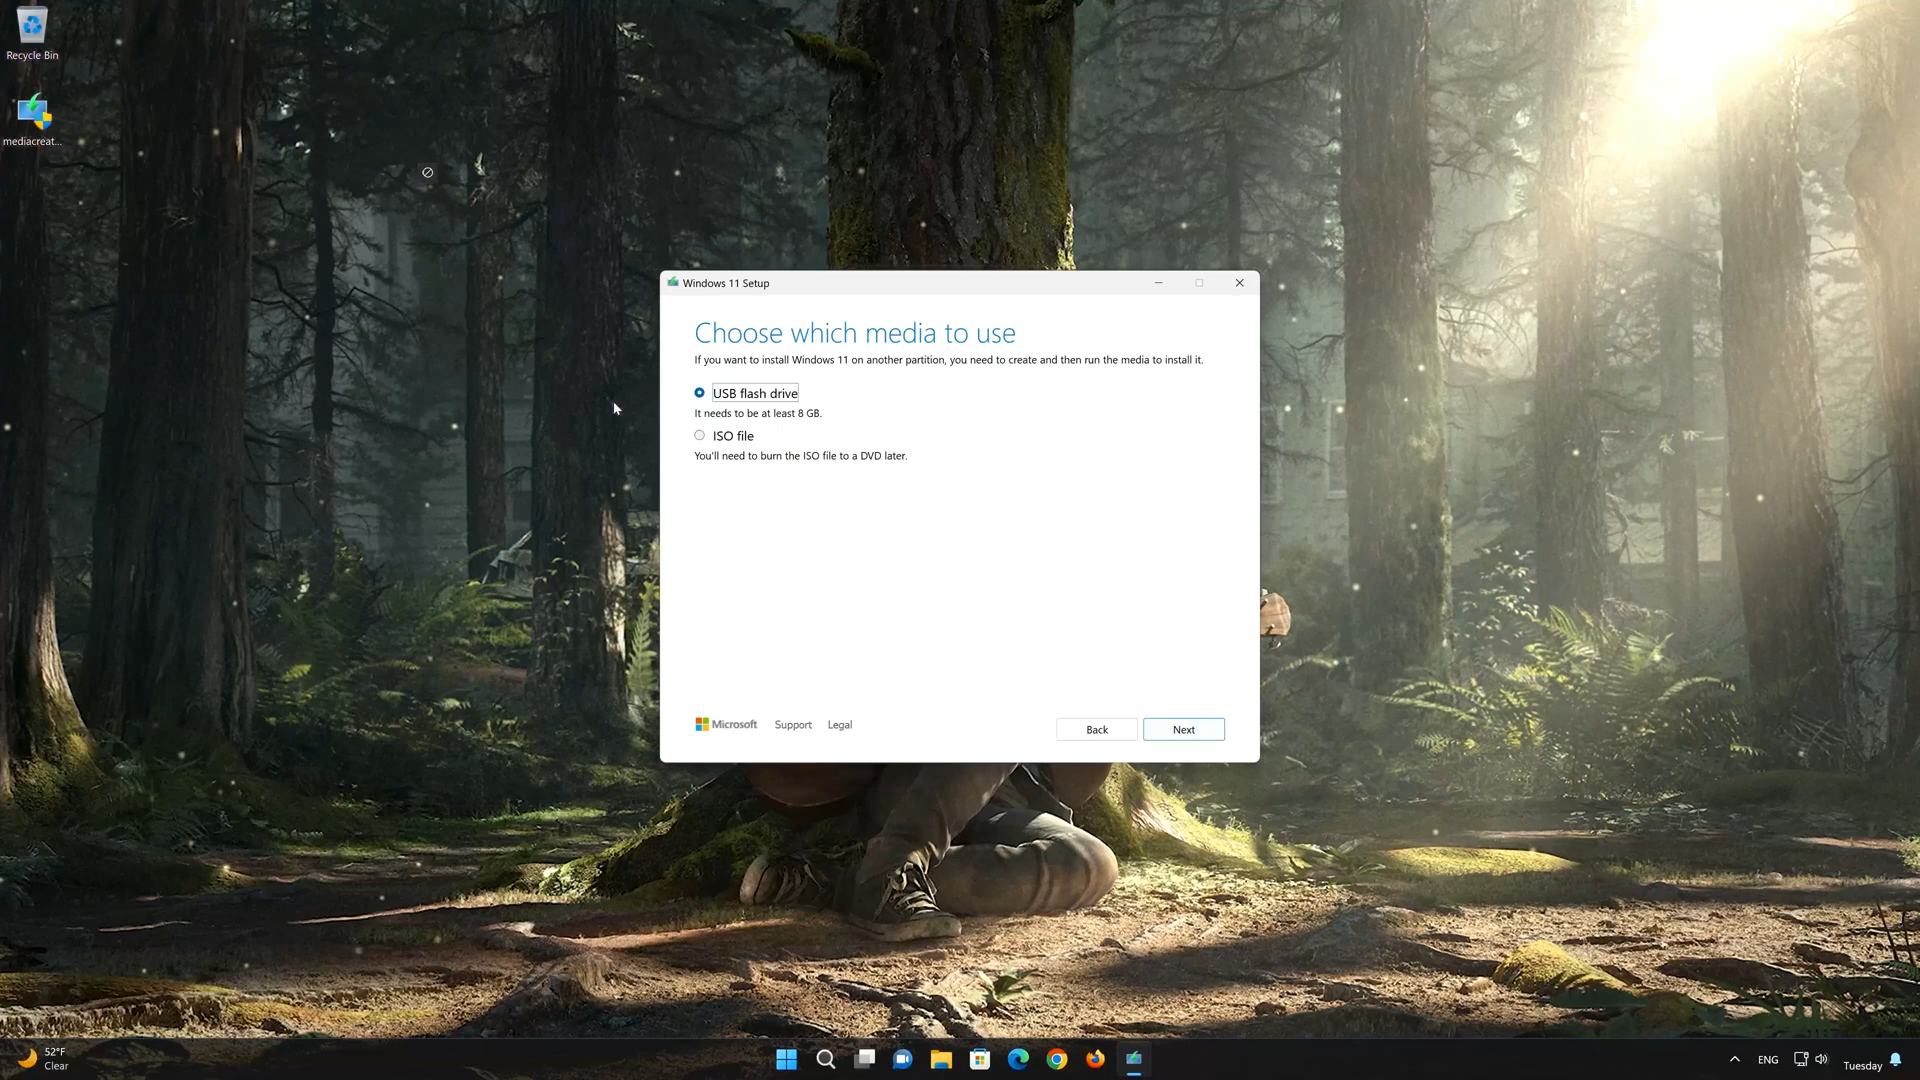 Recycle Bin
mediacreat...
Windows 11 Setup
Choose which media to use
If you want to install Windows 11 on another partition, you need to create and then run the media to install it.
USB flash drive
It needs to be at least 8 GB.
ISO file
You'll need to burn the ISO file to a DVD later.
Microsoft Support Legal
Back Next
52°F
Clear
ENG
Tuesday